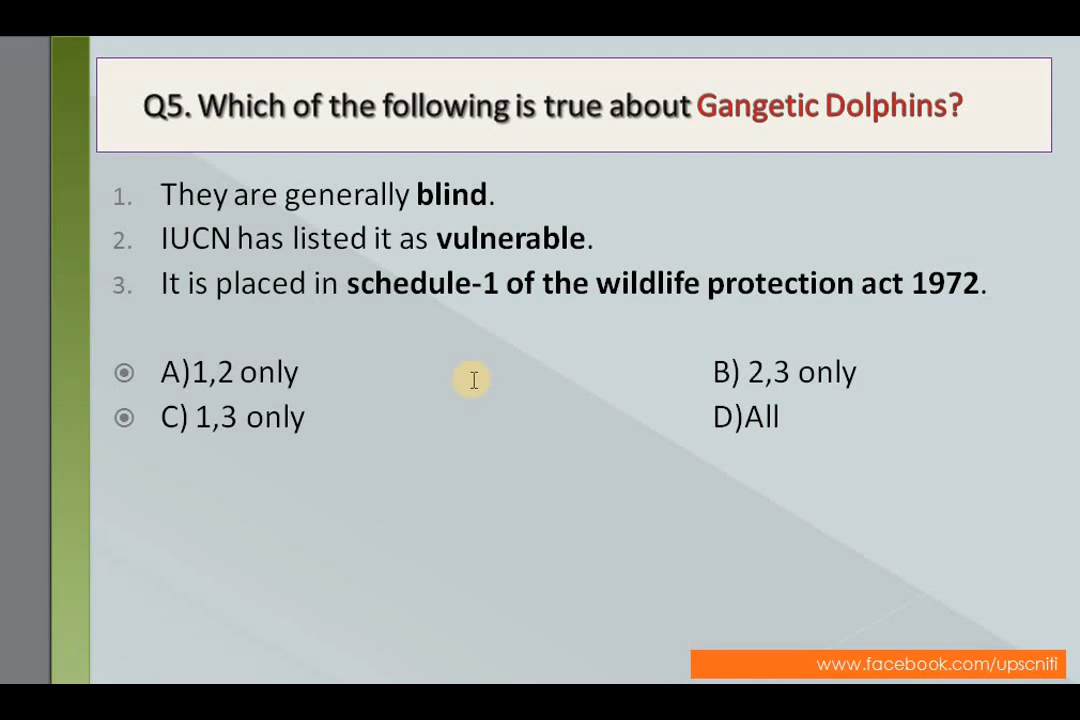 Q5. Which of the following is true about Gangetic Dolphins?
1. They are generally blind.
2. IUCN has listed it as vulnerable.
3. It is placed in schedule-1 of the wildlife protection act 1972.
A)1,2 only B) 2,3 only
C) 1,3 only D)All
www.facebook.com/upscniti